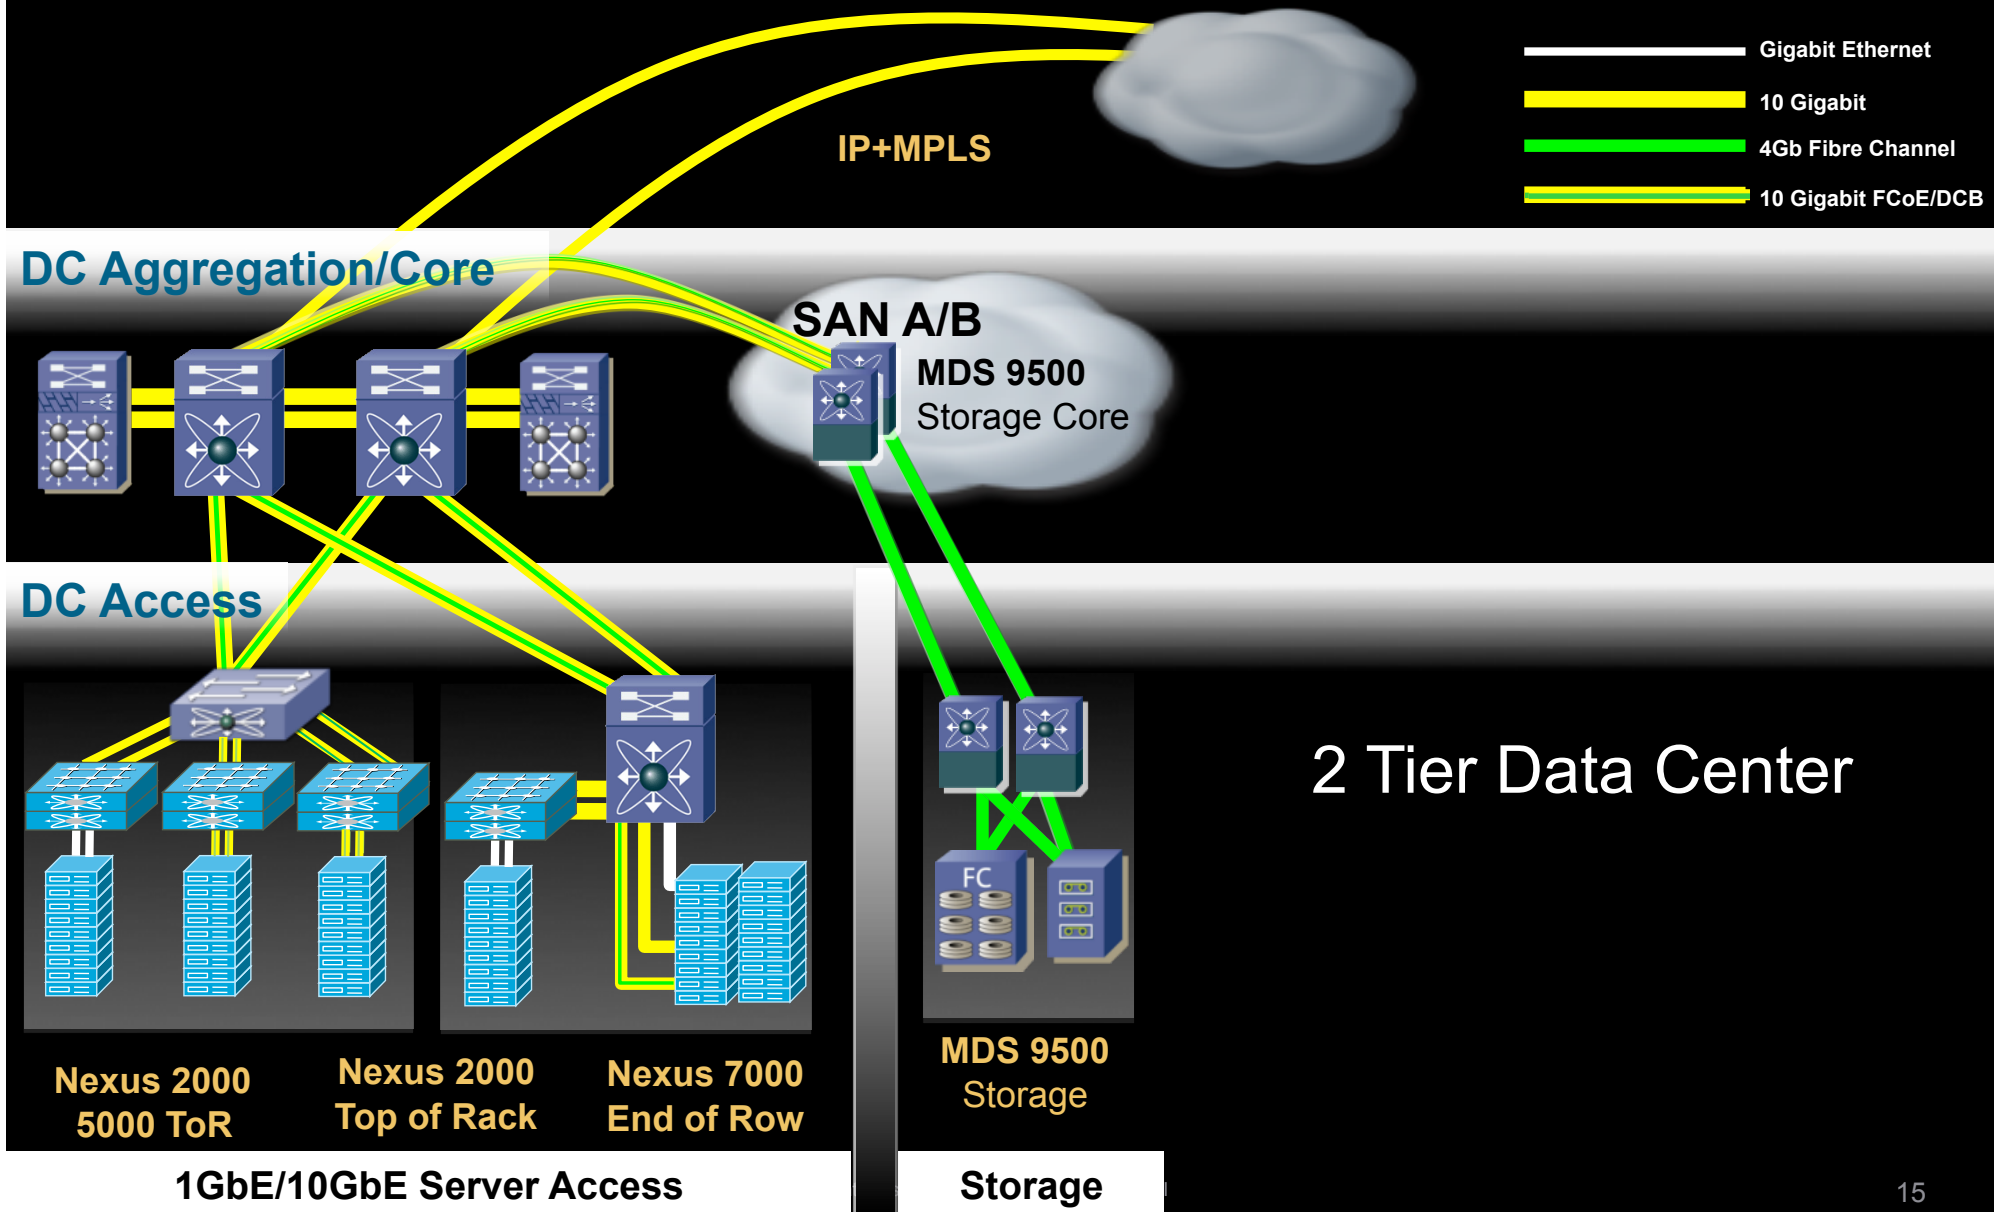 Gigabit Ethernet
10 Gigabit
IP+MPLS
4Gb Fibre Channel
10 Gigabit FCoE/DCB
DC Aggregation/Core
SAN A/B
MDS 9500
Storage Core
DC Access
2 Tier Data Center
FC
Nexus 2000
5000 ToR
Nexus 2000
Top of Rack
Nexus 7000
End of Row
MDS 9500
Storage
1GbE/10GbE Server Access
Storage
15